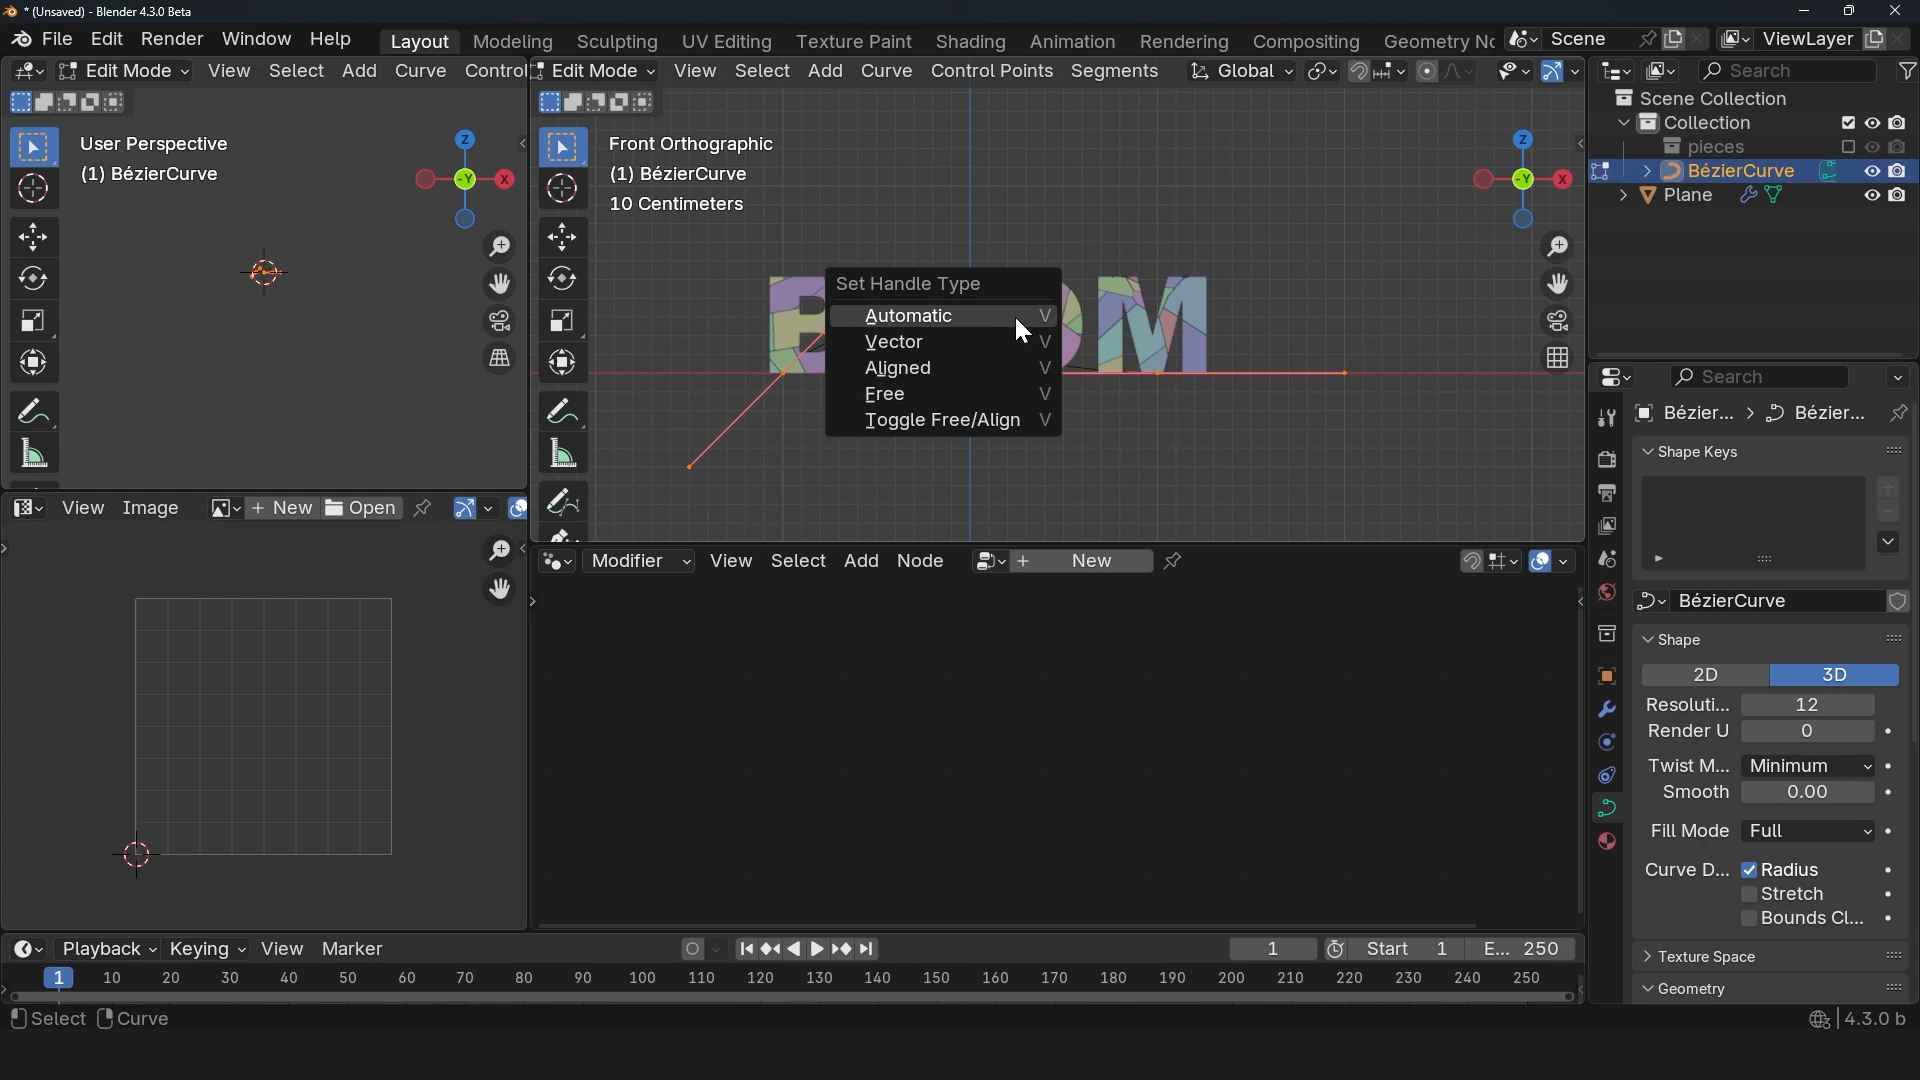 * (Unsaved) - Blender 4.3.0 Beta
File Edit Render Window Help Layout Modeling Sculpting UV Editing Texture Paint Shading Animation Rendering Compositing Geometry No Scene ViewLayer
Edit Mode View Select Add Curve Control
Edit Mode View Select Add Curve Control Points Segments Global
Search
Scene Collection
Collection
pieces
BézierCurve
Plane
User Perspective
(1) BézierCurve
Z
X
-Y
Front Orthographic
(1) BézierCurve
10 Centimeters
Z
X
-Y
Set Handle Type
Automatic V
Vector V
Aligned V
Free V
Toggle Free/Align V
Search
Bézier... Bézier...
Shape Keys
BézierCurve
Shape
2D 3D
Resoluti... 12
Render U 0
Twist M... Minimum
Smooth 0.00
Fill Mode Full
Curve D... Radius
Stretch
Bounds Cl...
Texture Space
Geometry
View Image + New Open
Modifier View Select Add Node + New
Playback Keying View Marker 1 Start 1 E... 250
1 10 20 30 40 50 60 70 80 90 100 110 120 130 140 150 160 170 180 190 200 210 220 230 240 250
Select Curve 4.3.0 b